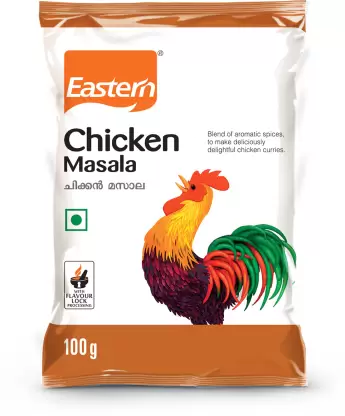 Eastern
®
Chicken
Masala
ചിക്കൻ മസാല
Blend of aromatic spices,
to make deliciously
delightful chicken curries.
WITH
FLAVOUR
LOCK
PROCESSING
100 g